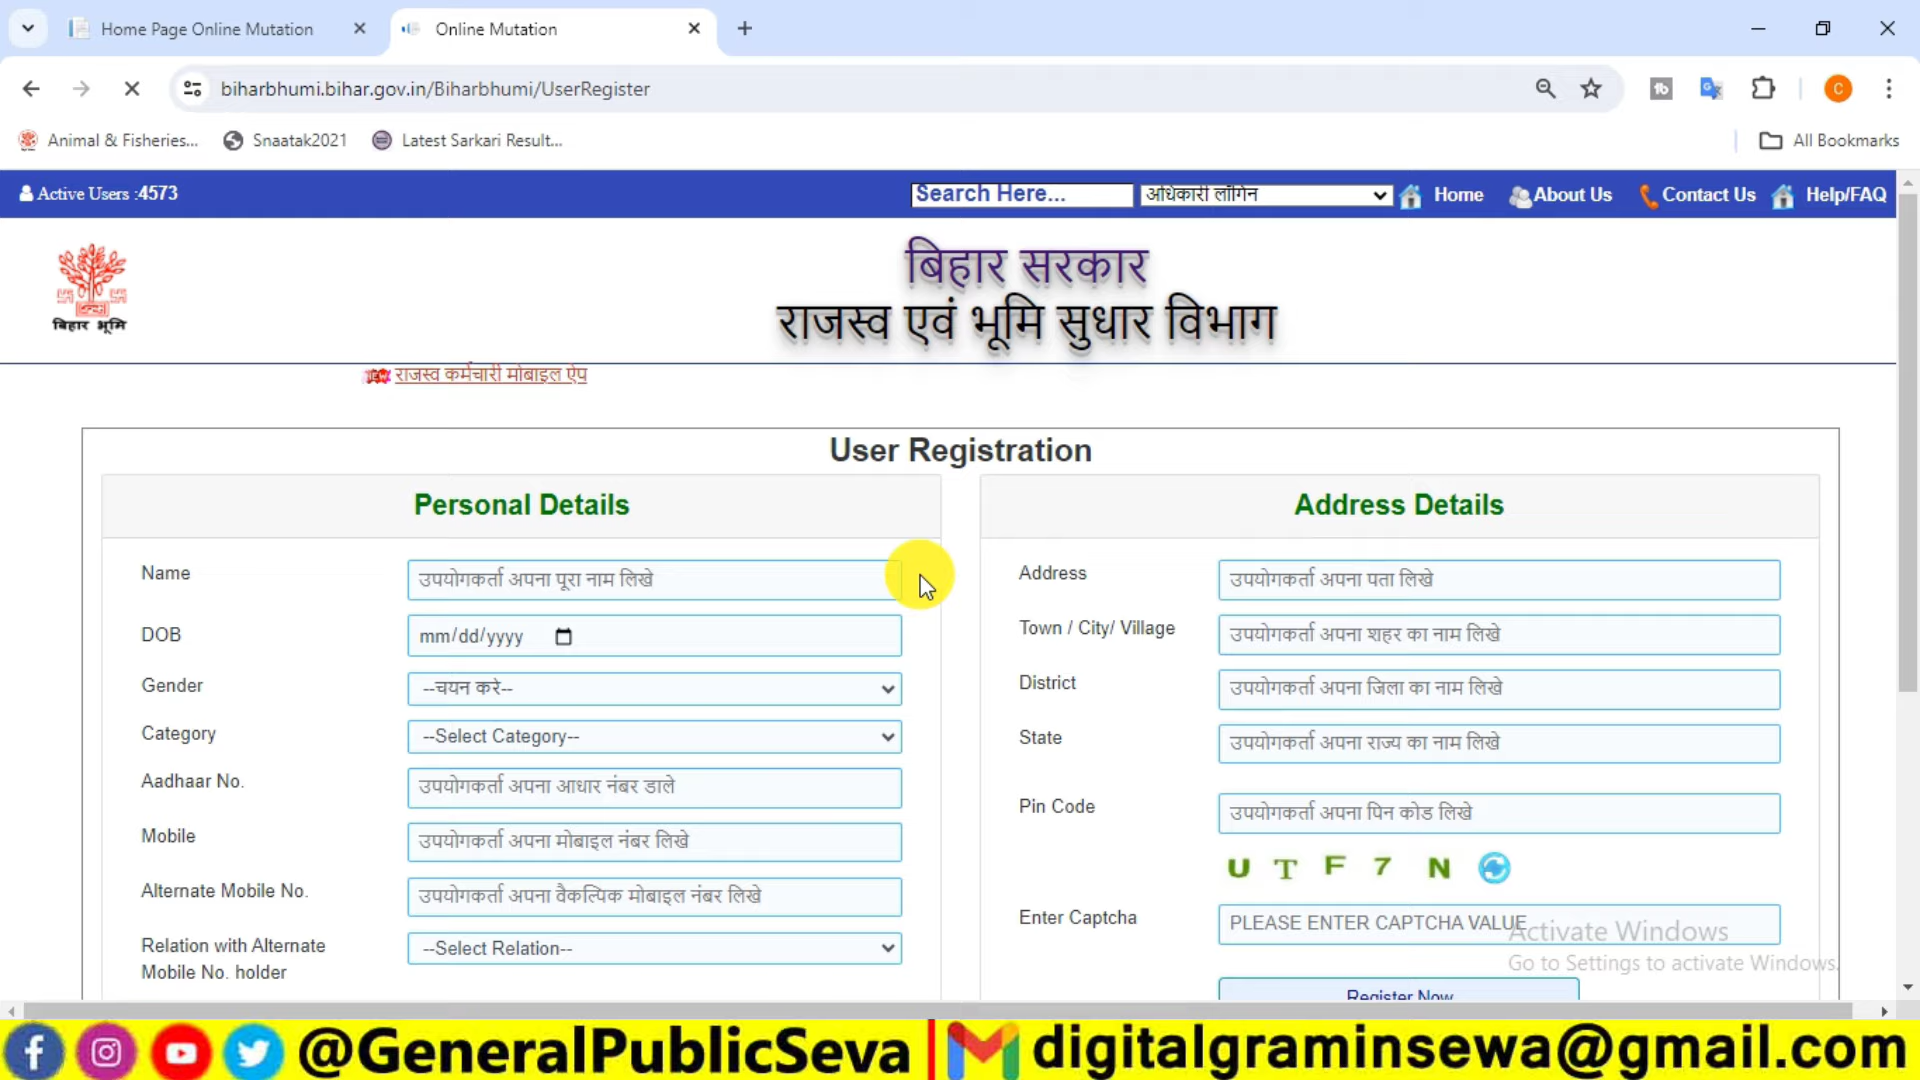 Home Page Online Mutation
Online Mutation
biharbhumi.bihar.gov.in/Biharbhumi/UserRegister
C
Animal & Fisheries...
Snaatak2021
Latest Sarkari Result...
All Bookmarks
Active Users :4573
Search Here...
अधिकारी लॉगिन
Home
About Us
Contact Us
Help/FAQ
बिहार भूमि
बिहार सरकार
राजस्व एवं भूमि सुधार विभाग
NEW राजस्व कर्मचारी मोबाइल ऐप
User Registration
Personal Details
Name
उपयोगकर्ता अपना पूरा नाम लिखे
DOB
mm/dd/yyyy
Gender
--चयन करे--
Category
--Select Category--
Aadhaar No.
उपयोगकर्ता अपना आधार नंबर डाले
Mobile
उपयोगकर्ता अपना मोबाइल नंबर लिखे
Alternate Mobile No.
उपयोगकर्ता अपना वैकल्पिक मोबाइल नंबर लिखे
Relation with Alternate
Mobile No. holder
--Select Relation--
Address Details
Address
उपयोगकर्ता अपना पता लिखे
Town / City/ Village
उपयोगकर्ता अपना शहर का नाम लिखे
District
उपयोगकर्ता अपना जिला का नाम लिखे
State
उपयोगकर्ता अपना राज्य का नाम लिखे
Pin Code
उपयोगकर्ता अपना पिन कोड लिखे
U T F 7 N
Enter Captcha
PLEASE ENTER CAPTCHA VALUE
Activate Windows
Go to Settings to activate Windows.
Register Now
@GeneralPublicSeva
digitalgraminsewa@gmail.com